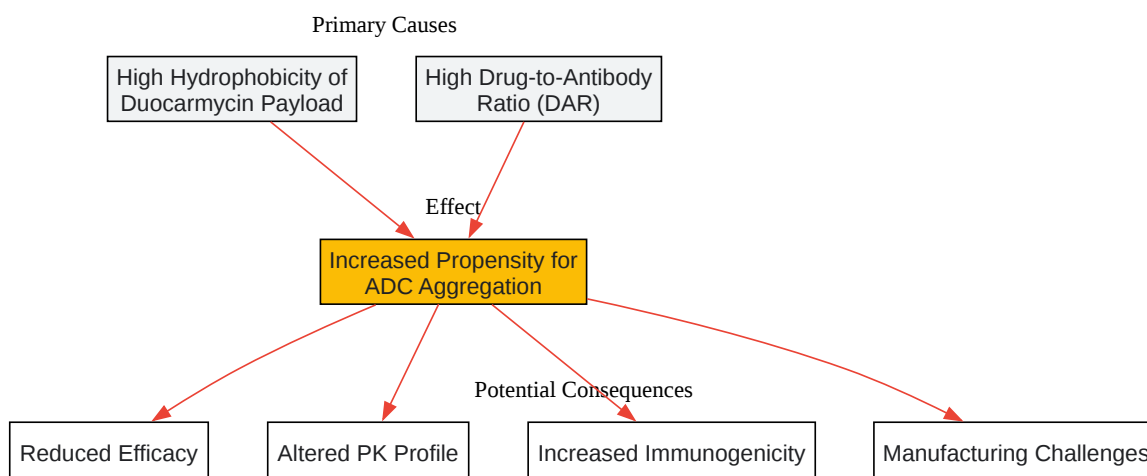 Primary Causes
High Hydrophobicity of
Duocarmycin Payload
High Drug-to-Antibody
Ratio (DAR)
Effect
Increased Propensity for
ADC Aggregation
Potential Consequences
Reduced Efficacy
Altered PK Profile
Increased Immunogenicity
Manufacturing Challenges